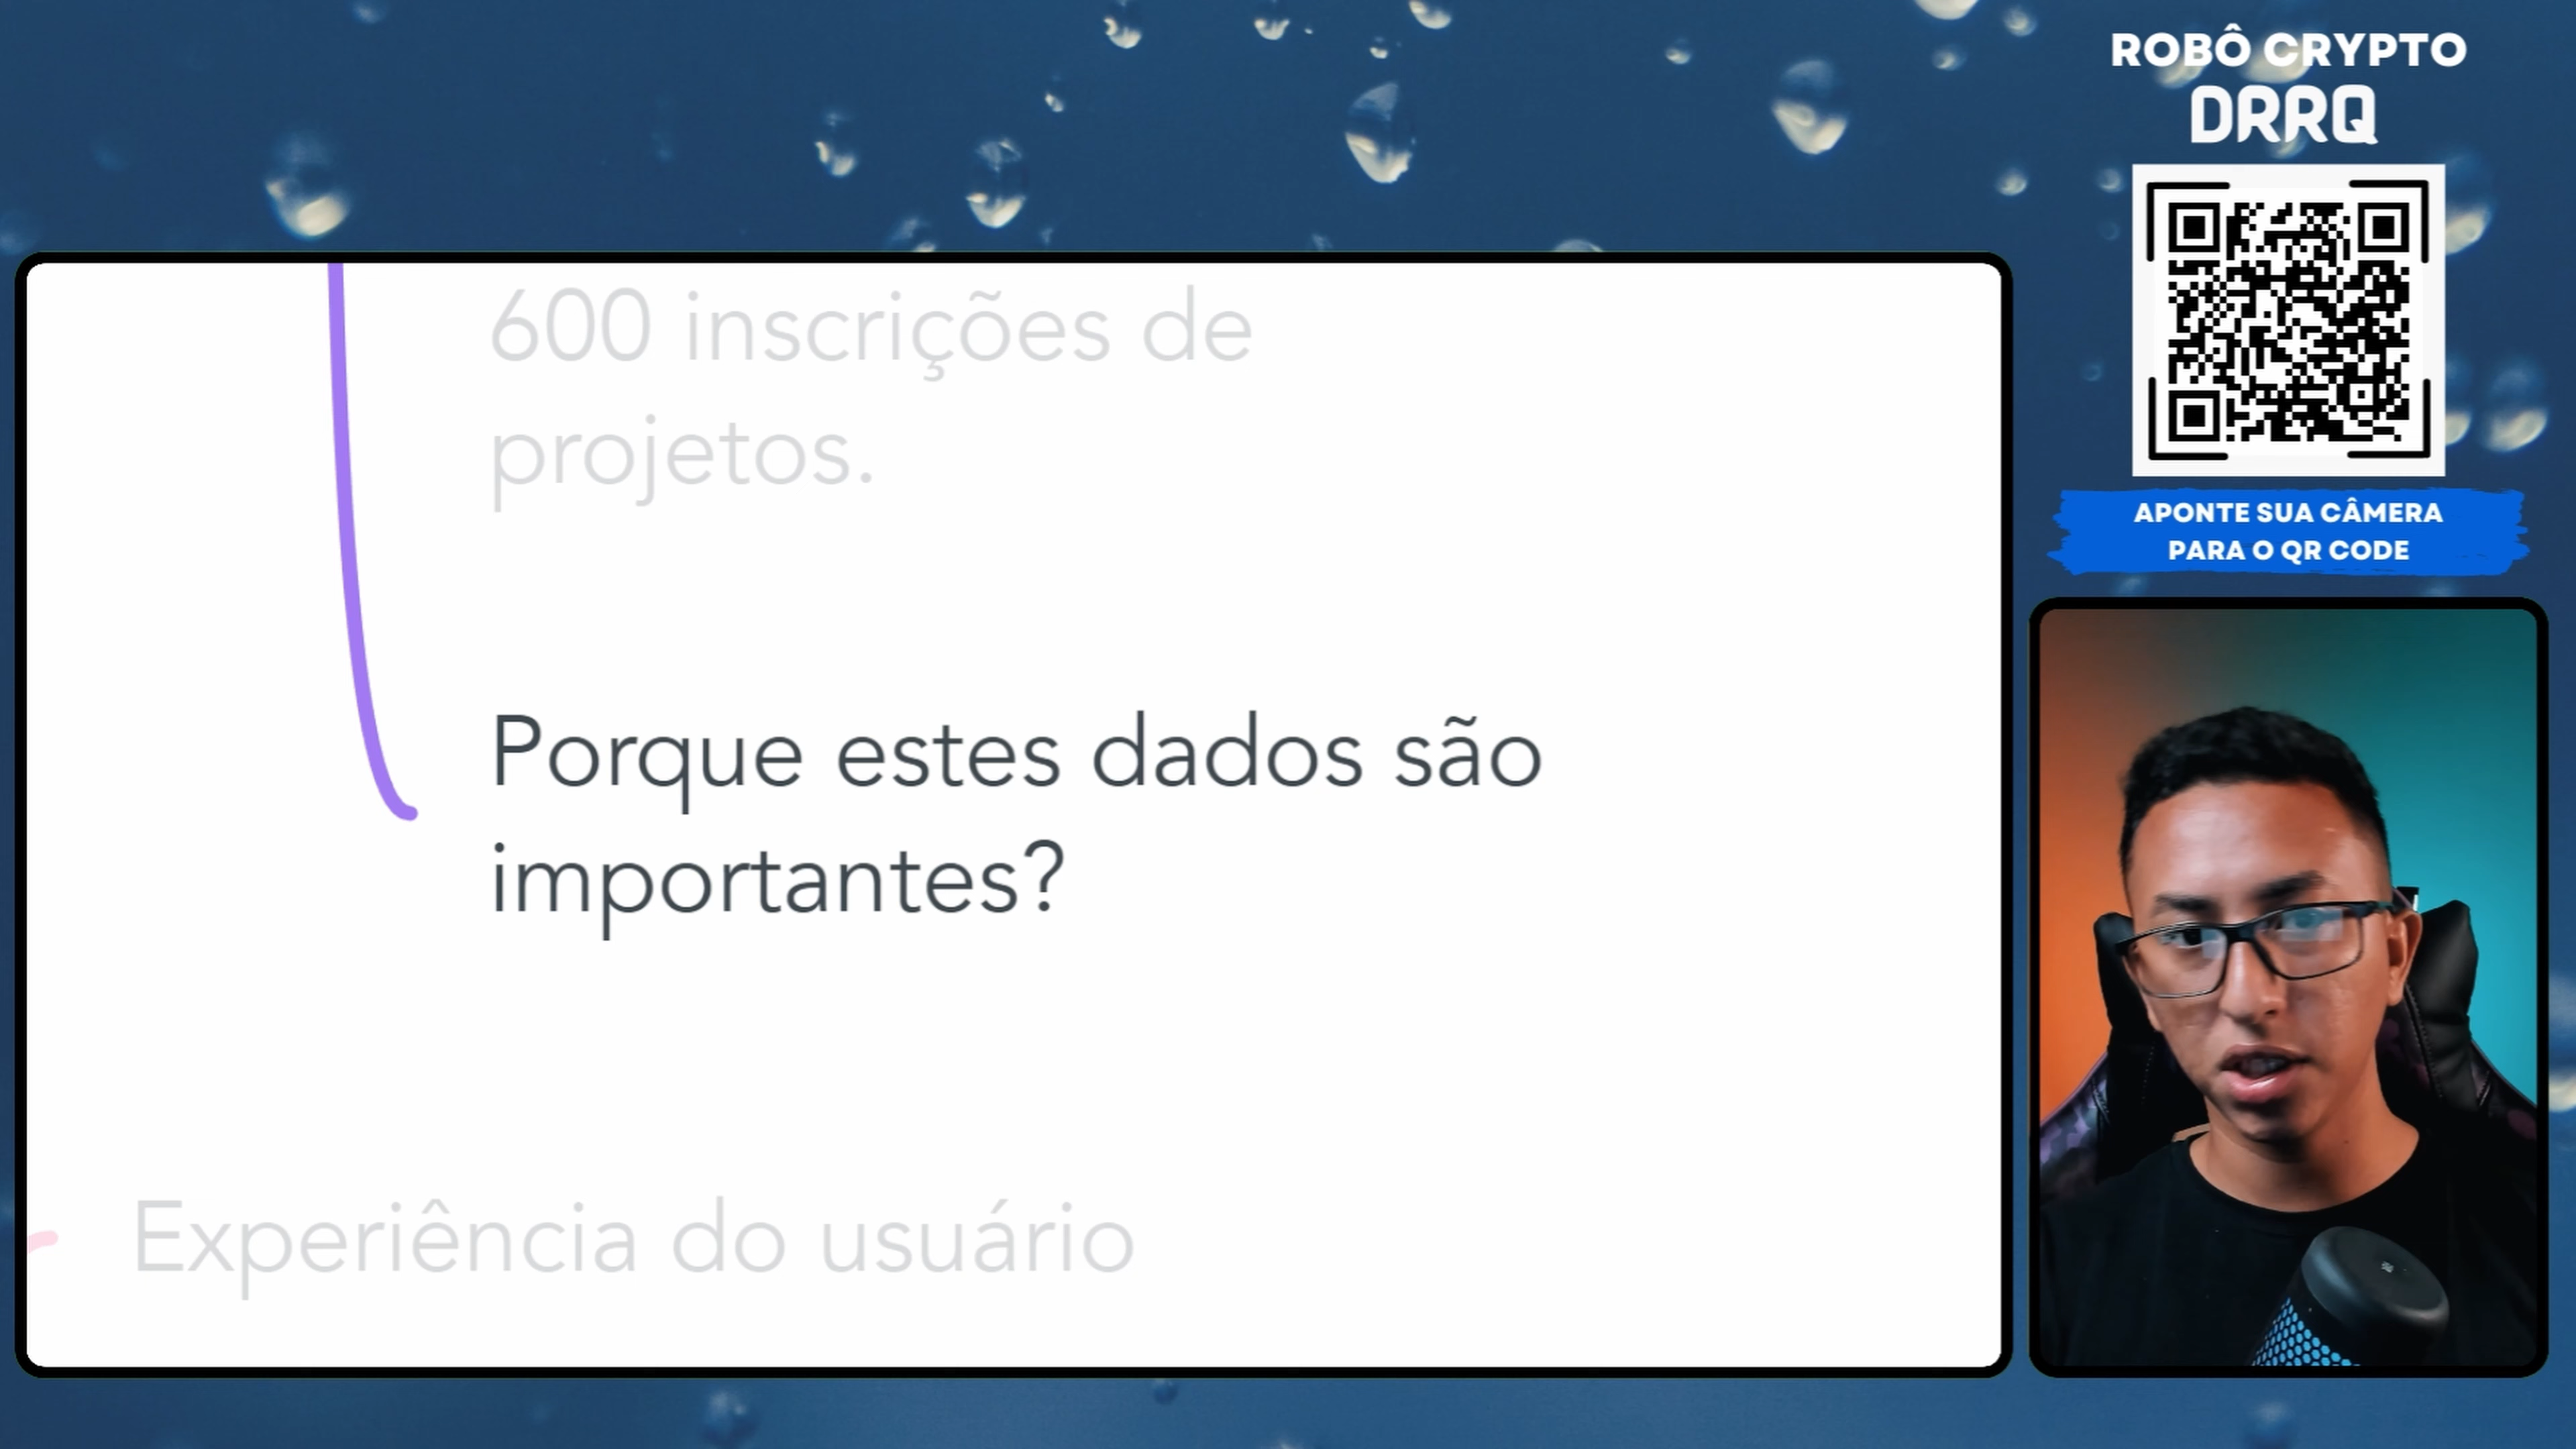 ROBÔ CRYPTO
DRRQ
APONTE SUA CÂMERA
PARA O QR CODE
600 inscrições de
projetos.
Porque estes dados são
importantes?
Experiência do usuário